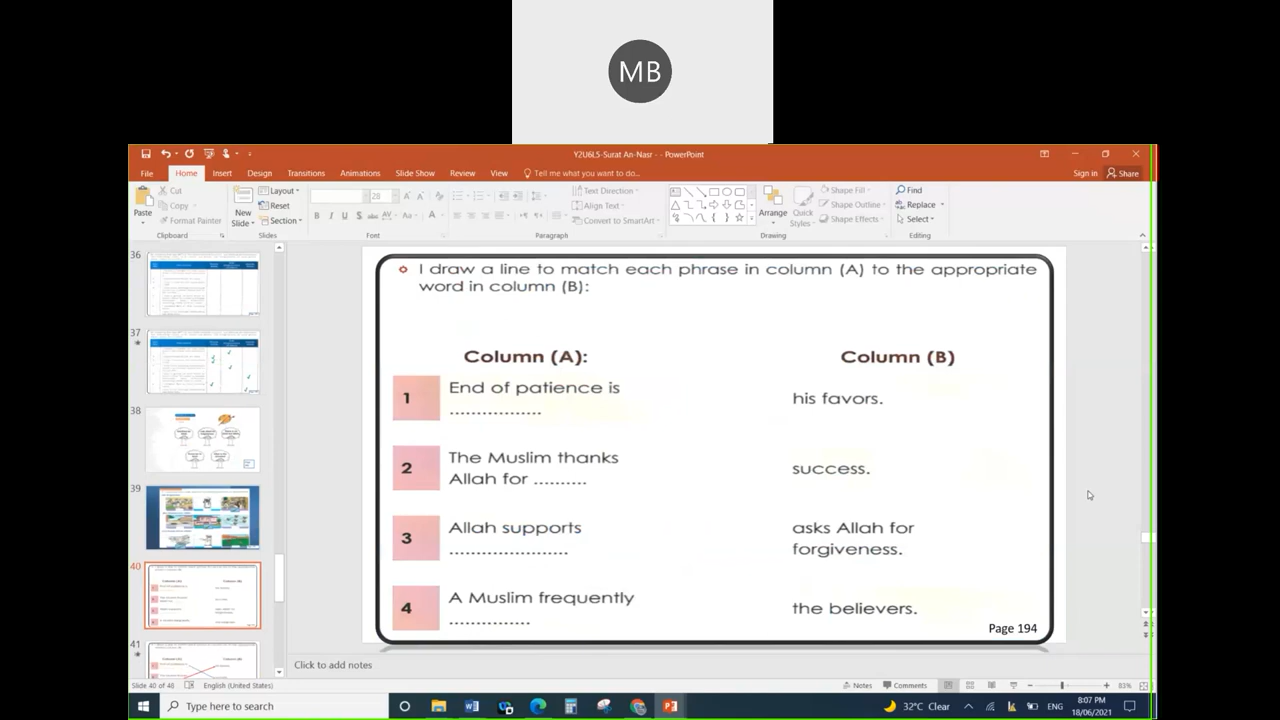 MB
Y2U6L5-Surat An-Nasr - - PowerPoint
File Home Insert Design Transitions Animations Slide Show Review View Tell me what you want to do... Sign in Share
Paste
Cut
Copy
Format Painter
Clipboard
New Slide
Layout
Reset
Section
Slides
28
B I U S abc AV Aa A
Font
Text Direction
Align Text
Convert to SmartArt
Paragraph
Arrange
Quick Styles
Shape Fill
Shape Outline
Shape Effects
Drawing
Find
Replace
Select
Editing
36
37
38
39
40
41
I draw a line to match each phrase in column (A) to the appropriate
word in column (B):
Column (A): Column (B)
1 End of patience is
.................
his favors.
2 The Muslim thanks
Allah for ..........
success.
3 Allah supports
......................
asks Allah for
forgiveness.
4 A Muslim frequently
...............
the believers.
Page 194
Click to add notes
Slide 40 of 48 English (United States) Notes Comments 83%
Type here to search
32°C Clear ENG
8:07 PM
18/06/2021